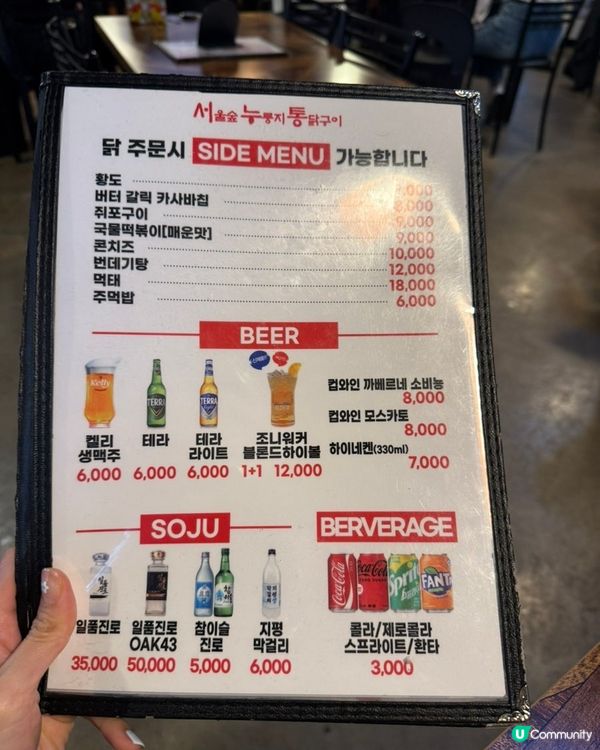 서울숲 누룽지 통닭구이
닭 주문시 SIDE MENU 가능합니다
황도 ,000
버터 갈릭 카사바칩 8,000
쥐포구이 9,000
국물떡볶이[매운맛] 9,000
콘치즈 10,000
번데기탕 12,000
먹태 18,000
주먹밥 6,000
BEER
Kelly
TERRA
TERRA
켈리 생맥주 6,000
테라 6,000
테라 라이트 6,000
조니워커 블론드하이볼 1+1 12,000
컵와인 까베르네 소비뇽
8,000
컵와인 모스카토
8,000
하이네켄(330ml)
7,000
SOJU
일품진로 35,000
일품진로 OAK43 50,000
참이슬 진로 5,000
지평 막걸리 6,000
BERVERAGE
Coca-Cola
Coca-Cola
ZERO SUGAR
Sprite
FANTA
콜라/제로콜라
스프라이트/환타
3,000
U Community